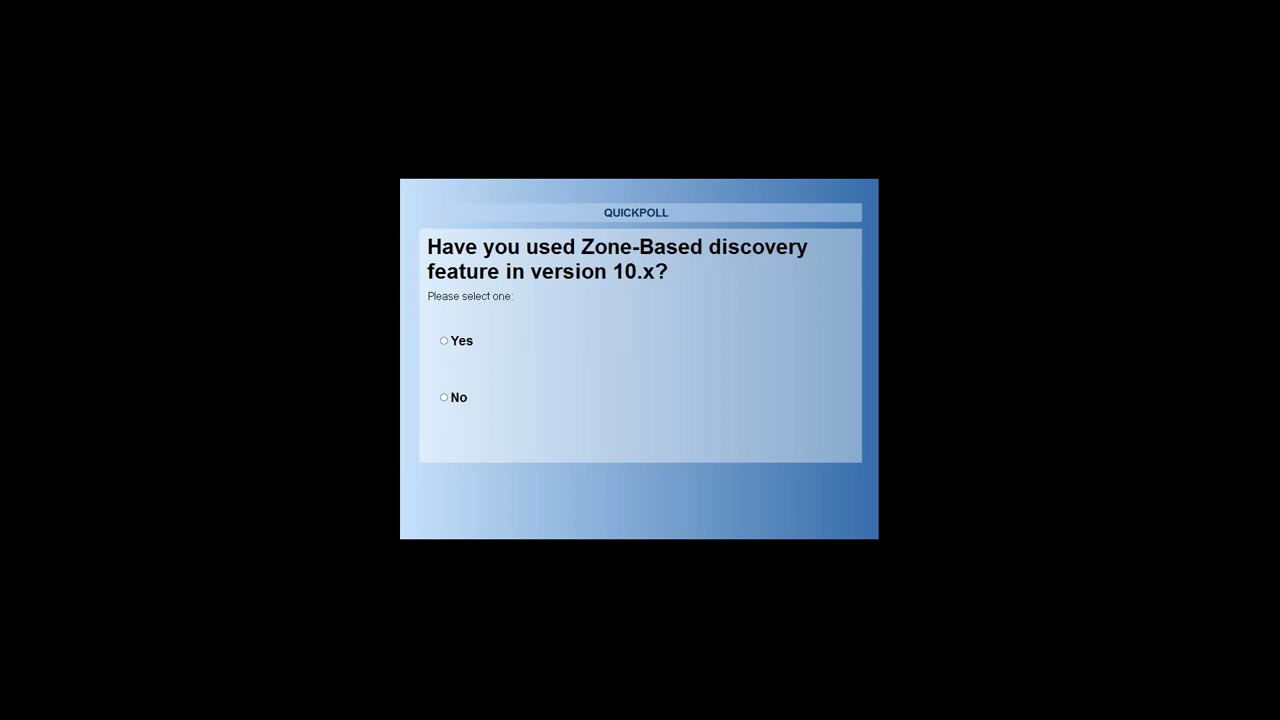 QUICKPOLL
Have you used Zone-Based discovery
feature in version 10.x?
Please select one:
Yes
No